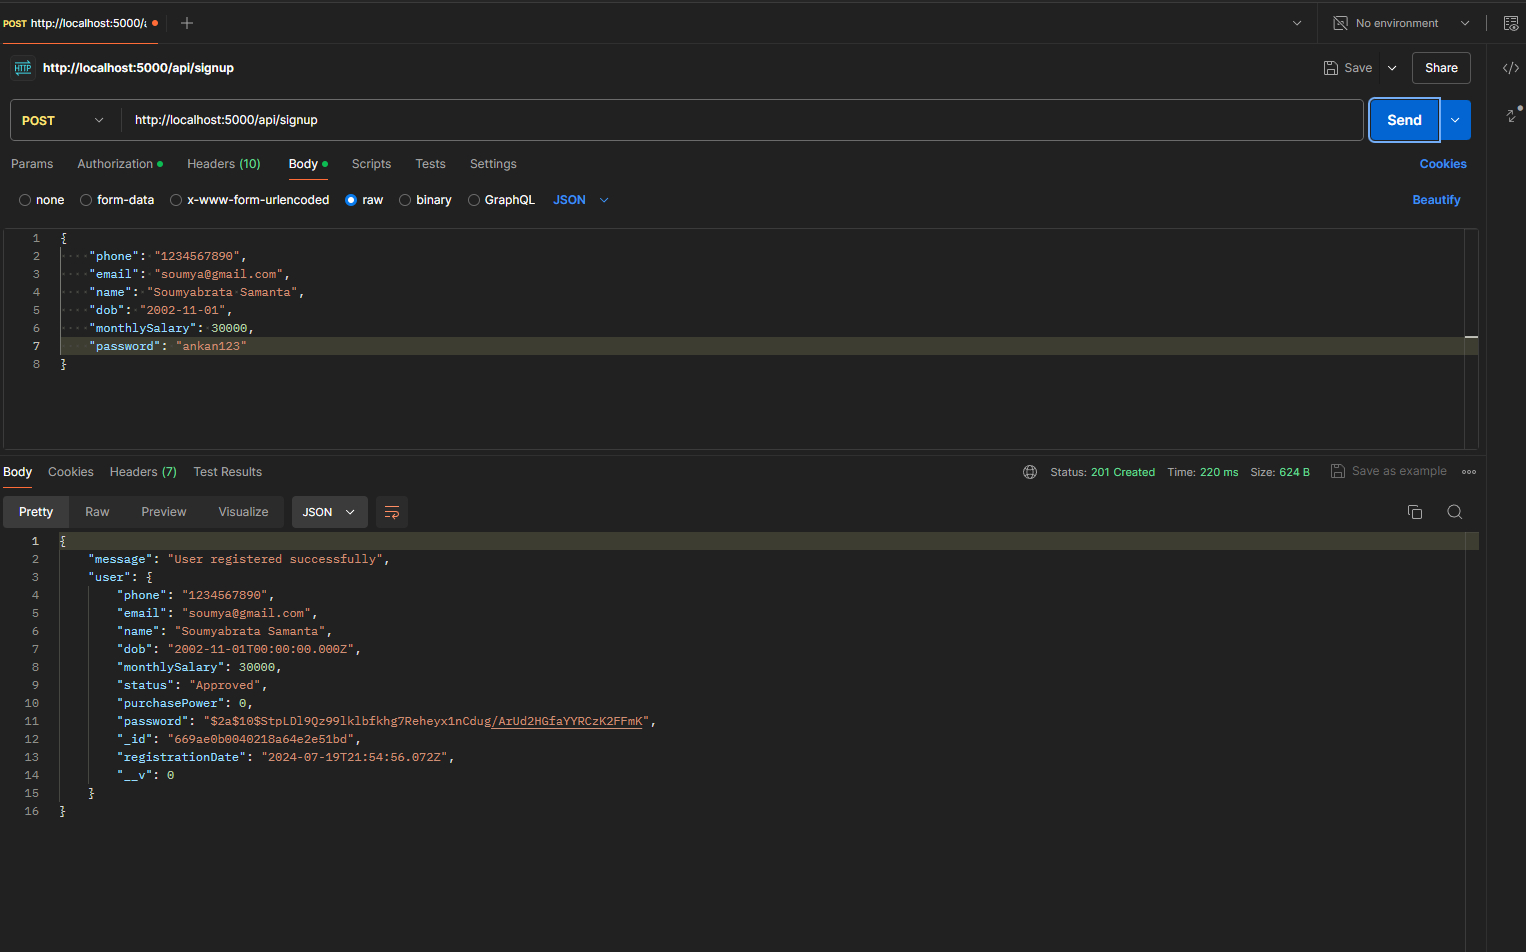 POST http://localhost:5000/a
No environment
HTTP http://localhost:5000/api/signup
Save
Share
POST
http://localhost:5000/api/signup
Send
Params Authorization Headers (10) Body Scripts Tests Settings
Cookies
none form-data x-www-form-urlencoded raw binary GraphQL JSON
Beautify
1 {
2 "phone": "1234567890",
3 "email": "soumya@gmail.com",
4 "name": "Soumyabrata Samanta",
5 "dob": "2002-11-01",
6 "monthlySalary": 30000,
7 "password": "ankan123"
8 }
Body Cookies Headers (7) Test Results
Status: 201 Created Time: 220 ms Size: 624 B Save as example
Pretty Raw Preview Visualize JSON
1 {
2 "message": "User registered successfully",
3 "user": {
4 "phone": "1234567890",
5 "email": "soumya@gmail.com",
6 "name": "Soumyabrata Samanta",
7 "dob": "2002-11-01T00:00:00.000Z",
8 "monthlySalary": 30000,
9 "status": "Approved",
10 "purchasePower": 0,
11 "password": "$2a$10$StpLDl9Qz99lklbfkhg7Reheyx1nCdug/ArUd2HGfaYYRCzK2FFmK",
12 "_id": "669ae0b0040218a64e2e51bd",
13 "registrationDate": "2024-07-19T21:54:56.072Z",
14 "__v": 0
15 }
16 }